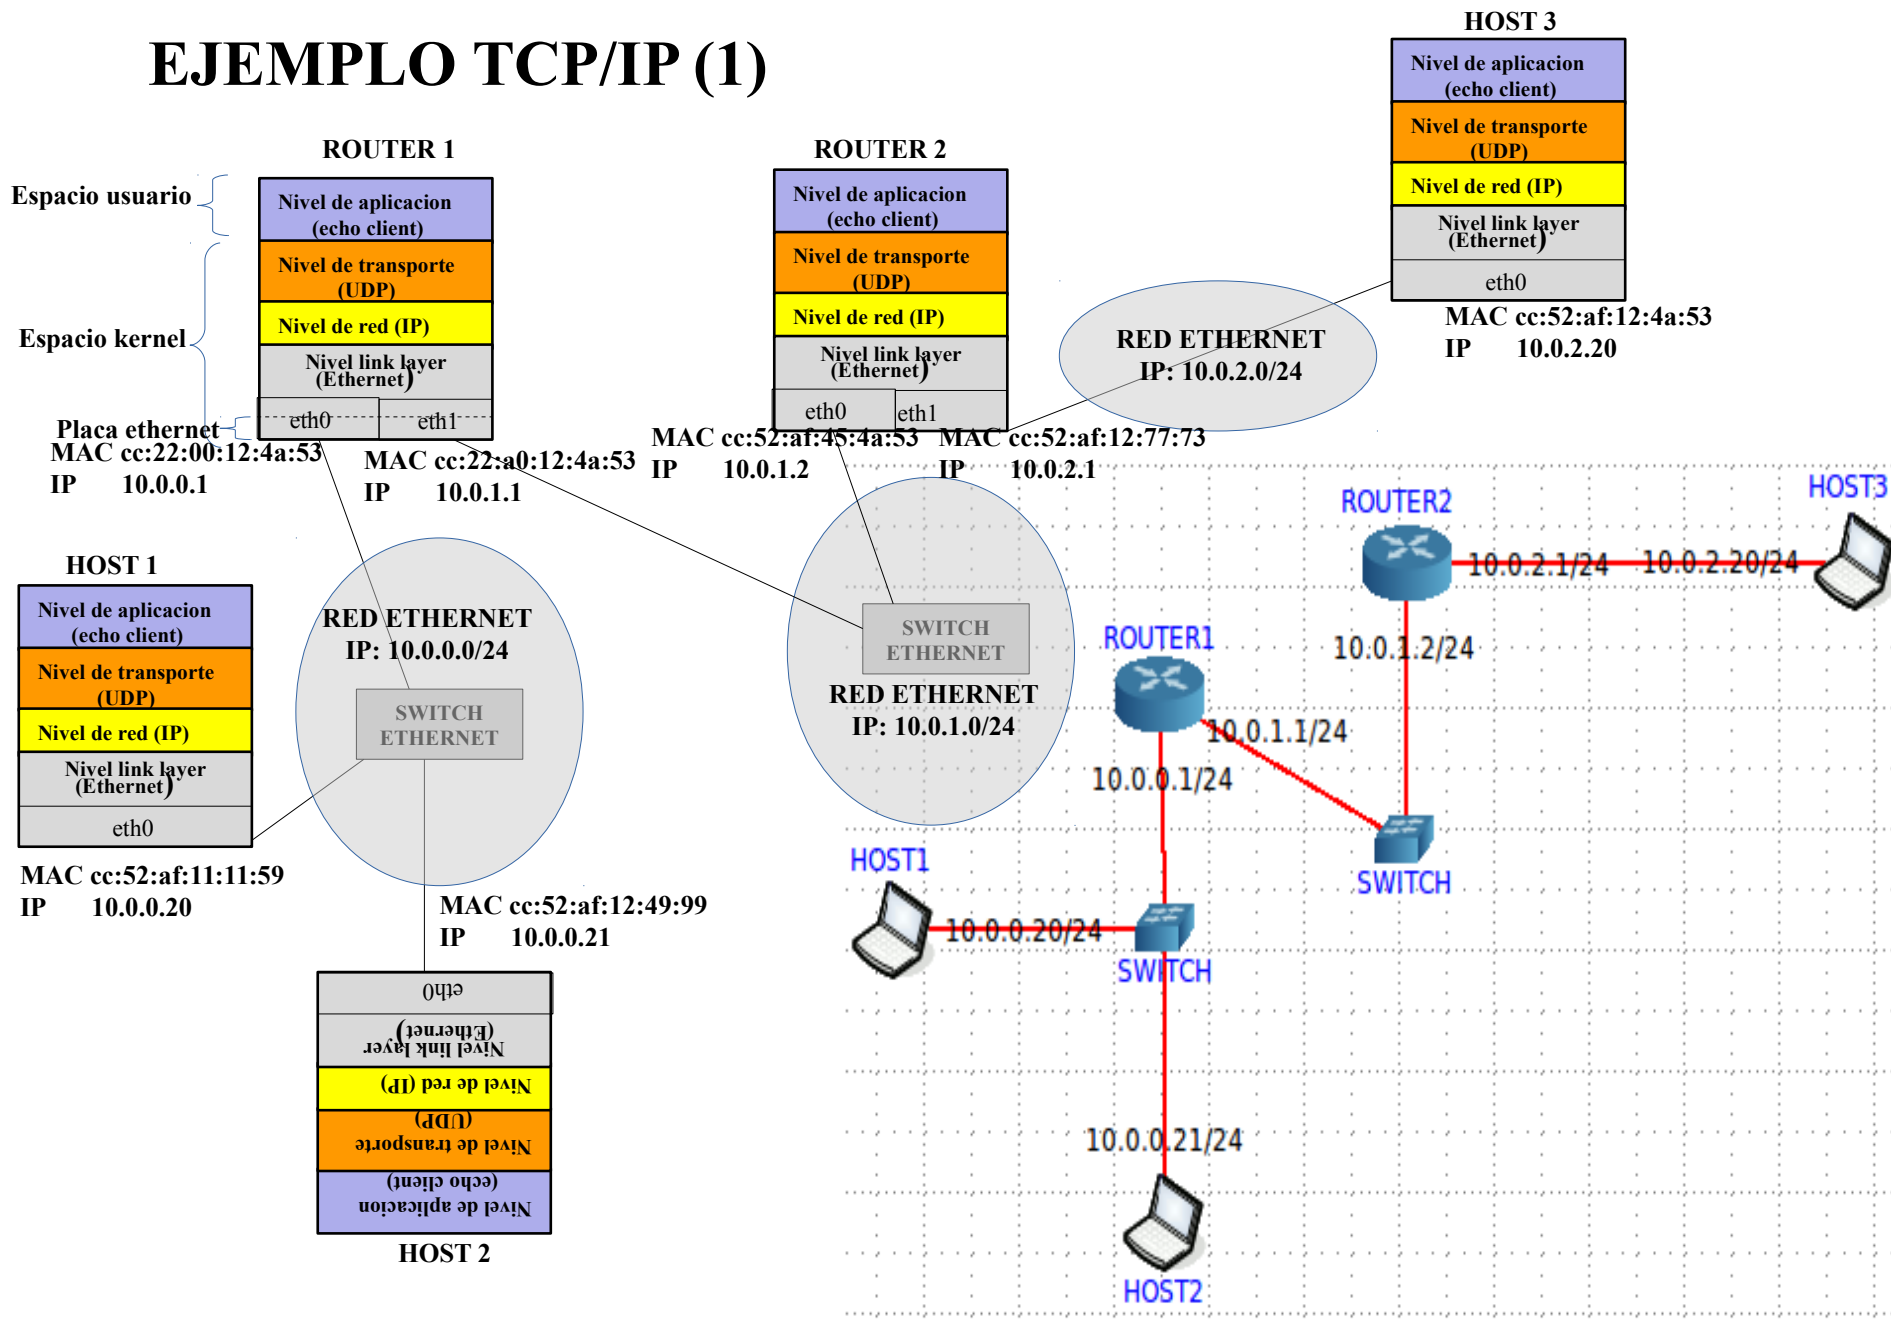 EJEMPLO TCP/IP (1)
HOST 3
Nivel de aplicacion
(echo client)
Nivel de transporte
(UDP)
Nivel de red (IP)
Nivel link layer
(Ethernet)
eth0
MAC cc:52:af:12:4a:53
IP 10.0.2.20
ROUTER 1
Espacio usuario
Espacio kernel
Placa ethernet
Nivel de aplicacion
(echo client)
Nivel de transporte
(UDP)
Nivel de red (IP)
Nivel link layer
(Ethernet)
eth0
eth1
MAC cc:22:00:12:4a:53
IP 10.0.0.1
MAC cc:22:a0:12:4a:53
IP 10.0.1.1
ROUTER 2
Nivel de aplicacion
(echo client)
Nivel de transporte
(UDP)
Nivel de red (IP)
Nivel link layer
(Ethernet)
eth0
eth1
MAC cc:52:af:45:4a:53
IP 10.0.1.2
MAC cc:52:af:12:77:73
IP 10.0.2.1
RED ETHERNET
IP: 10.0.2.0/24
HOST 1
Nivel de aplicacion
(echo client)
Nivel de transporte
(UDP)
Nivel de red (IP)
Nivel link layer
(Ethernet)
eth0
MAC cc:52:af:11:11:59
IP 10.0.0.20
RED ETHERNET
IP: 10.0.0.0/24
SWITCH
ETHERNET
SWITCH
ETHERNET
RED ETHERNET
IP: 10.0.1.0/24
MAC cc:52:af:12:49:99
IP 10.0.0.21
eth0
Nivel link layer
(Ethernet)
Nivel de red (IP)
Nivel de transporte
(UDP)
Nivel de aplicacion
(echo client)
HOST 2
HOST3
ROUTER2
10.0.2.1/24
10.0.2.20/24
10.0.1.2/24
ROUTER1
10.0.1.1/24
10.0.0.1/24
SWITCH
HOST1
10.0.0.20/24
SWITCH
10.0.0.21/24
HOST2